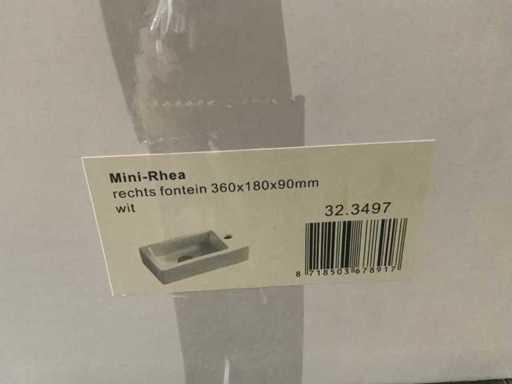 Mini-Rhea
rechts fontein 360x180x90mm
wit
32.3497
8 718503 678917